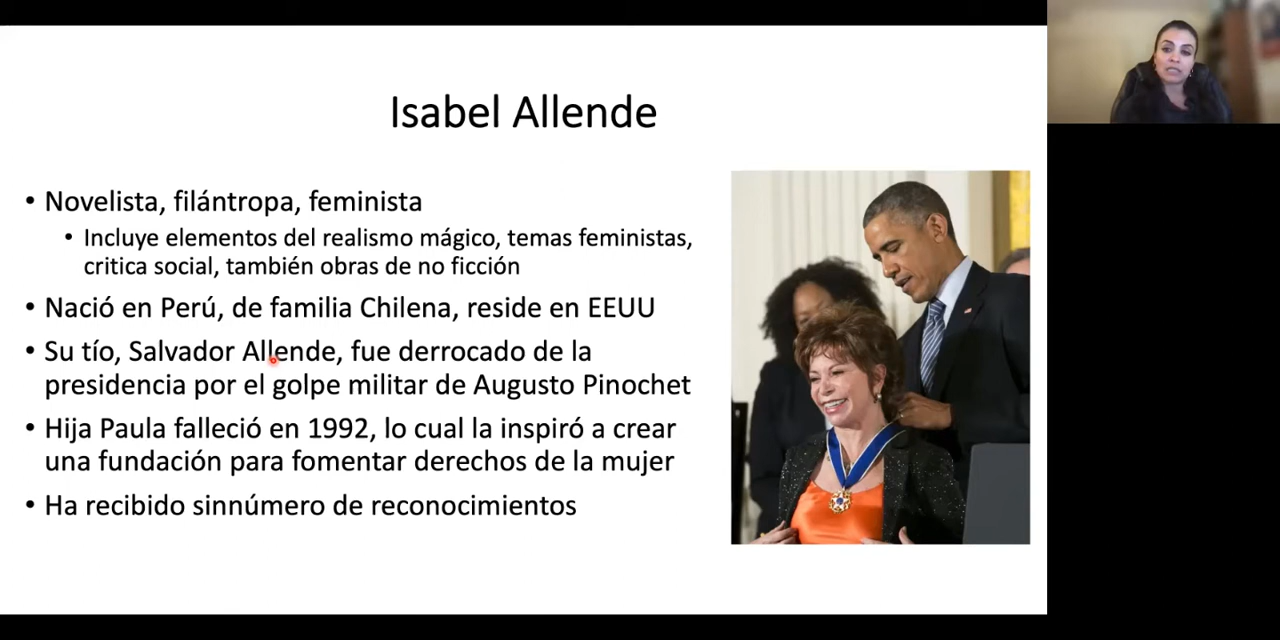 Isabel Allende
• Novelista, filántropa, feminista
• Incluye elementos del realismo mágico, temas feministas,
critica social, también obras de no ficción
• Nació en Perú, de familia Chilena, reside en EEUU
• Su tío, Salvador Allende, fue derrocado de la
presidencia por el golpe militar de Augusto Pinochet
• Hija Paula falleció en 1992, lo cual la inspiró a crear
una fundación para fomentar derechos de la mujer
• Ha recibido sinnúmero de reconocimientos